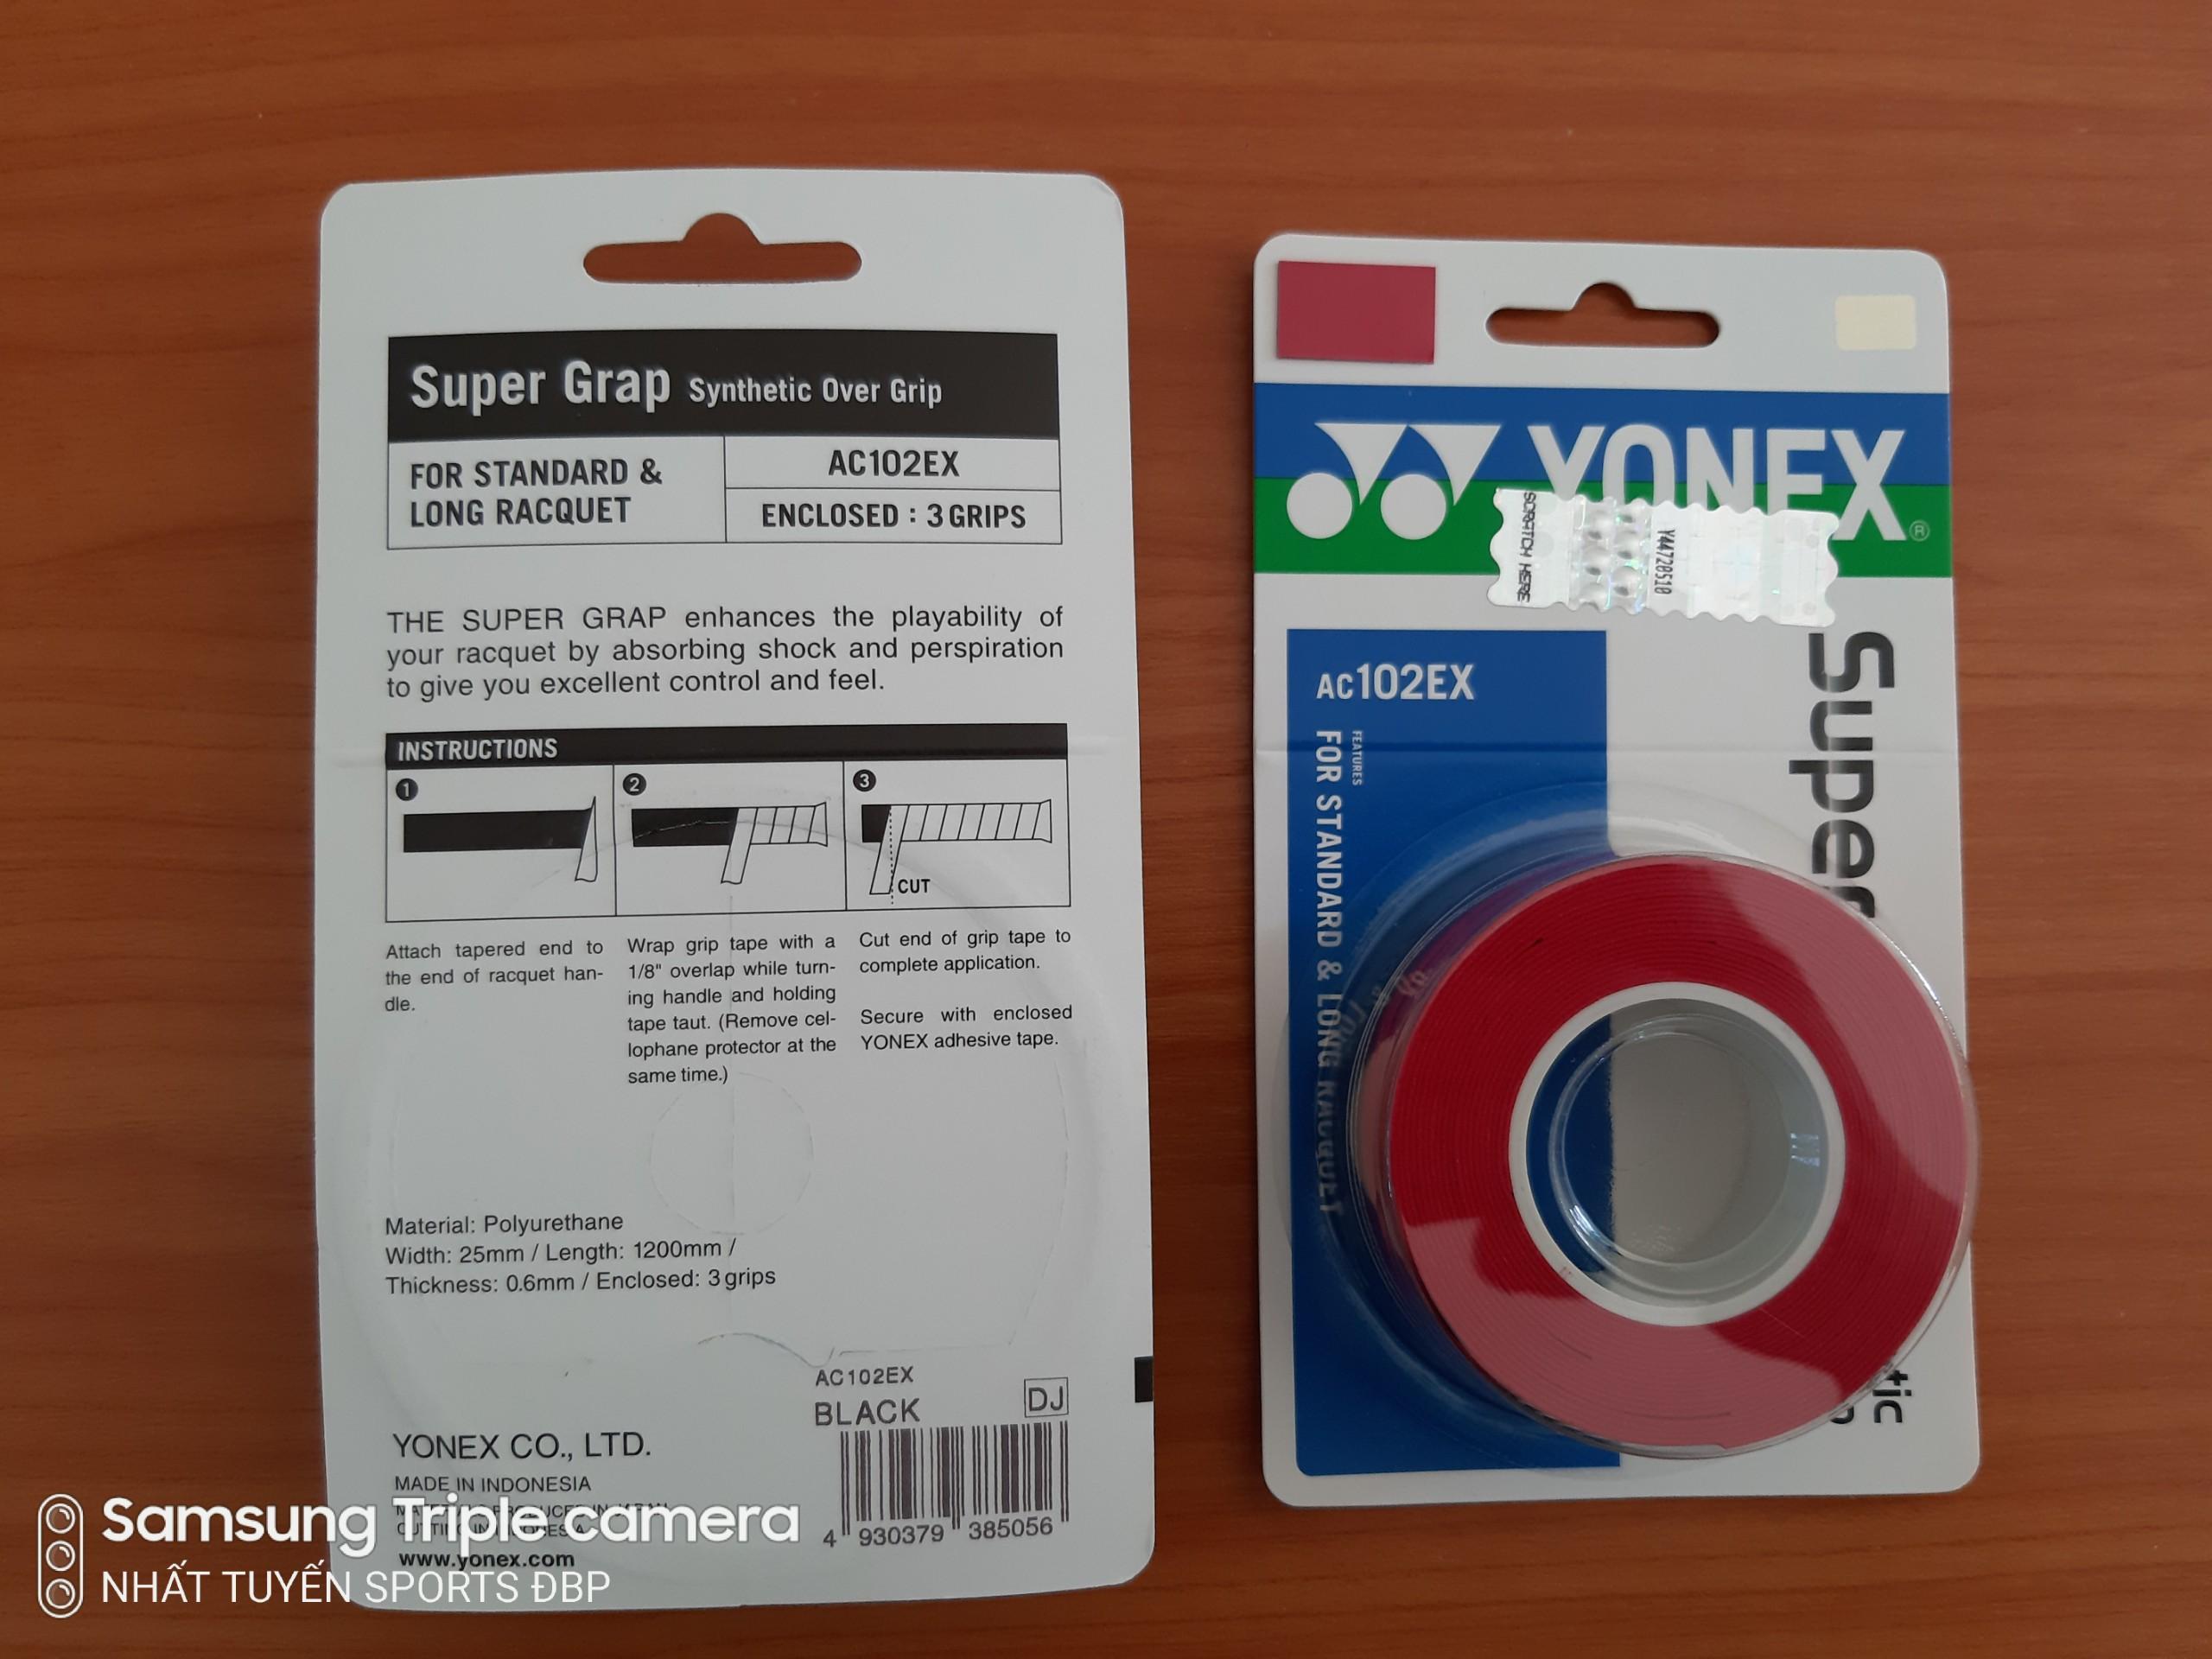 Super Grap Synthetic Over Grip
FOR STANDARD &
LONG RACQUET
AC102EX
ENCLOSED : 3 GRIPS
THE SUPER GRAP enhances the playability of
your racquet by absorbing shock and perspiration
to give you excellent control and feel.
INSTRUCTIONS
1
2
3
CUT
Attach tapered end to
the end of racquet han-
dle.
Wrap grip tape with a
1/8" overlap while turn-
ing handle and holding
tape taut. (Remove cel-
lophane protector at the
same time.)
Cut end of grip tape to
complete application.
Secure with enclosed
YONEX adhesive tape.
Material: Polyurethane
Width: 25mm / Length: 1200mm /
Thickness: 0.6mm / Enclosed: 3 grips
AC102EX
BLACK
DJ
4 930379 385056
YONEX CO., LTD.
MADE IN INDONESIA
www.yonex.com
YONEX ®
SCRATCH HERE
Y44720510
AC102EX
FEATURES
FOR STANDARD & LONG RACQUET
Super
Samsung Triple camera
NHẤT TUYẾN SPORTS ĐBP